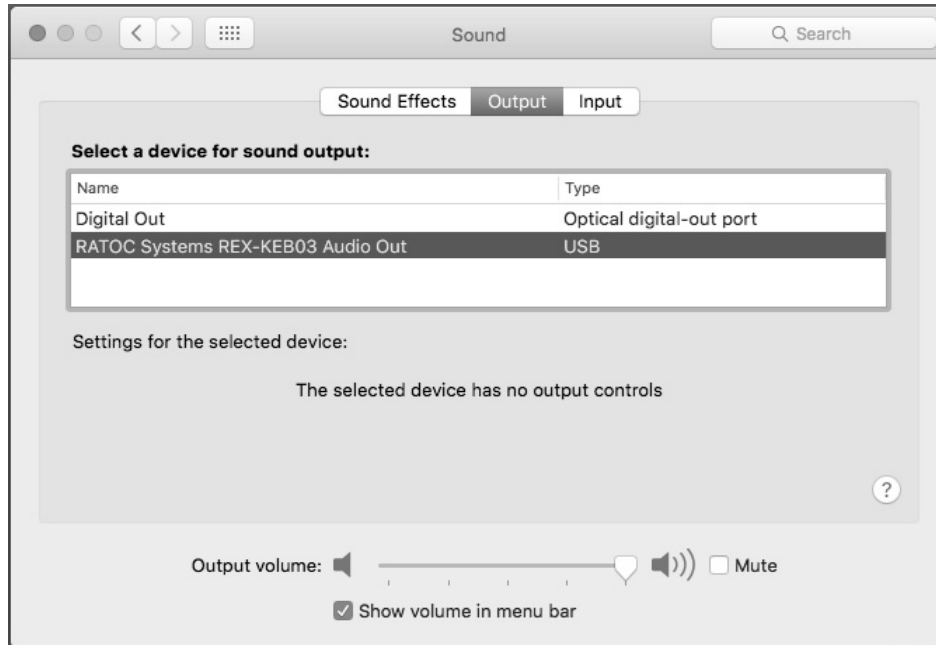 Sound
Search
Sound Effects Output Input
Select a device for sound output:
Name Type
Digital Out Optical digital-out port
RATOC Systems REX-KEB03 Audio Out USB
Settings for the selected device:
The selected device has no output controls
?
Output volume: Mute
Show volume in menu bar